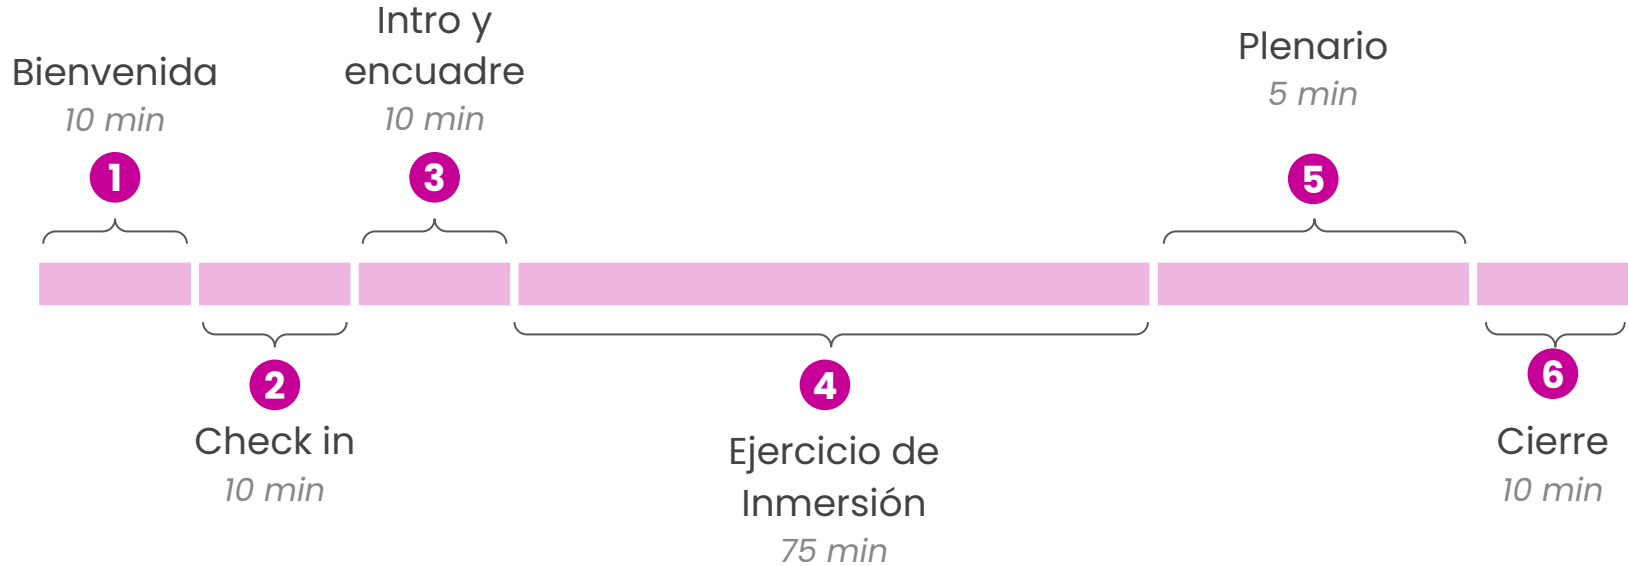 Bienvenida
10 min
1
Check in
10 min
2
Intro y
encuadre
10 min
3
Ejercicio de
Inmersión
75 min
4
Plenario
5 min
5
Cierre
10 min
6